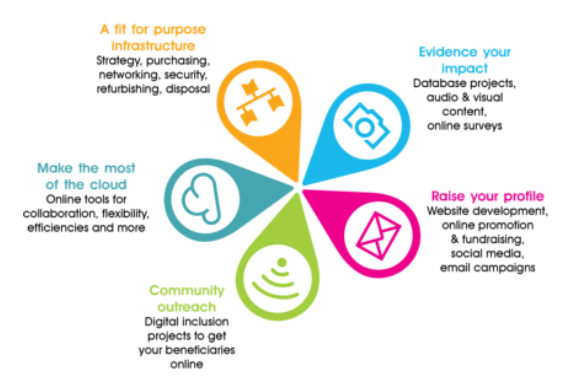 A fit for purpose
infrastructure
Strategy, purchasing,
networking, security,
refurbishing, disposal
Evidence your
impact
Database projects,
audio & visual
content,
online surveys
Make the most
of the cloud
Online tools for
collaboration, flexibility,
efficiencies and more
Raise your profile
Website development,
online promotion
& fundraising,
social media,
email campaigns
Community
outreach
Digital inclusion
projects to get
your beneficiaries
online